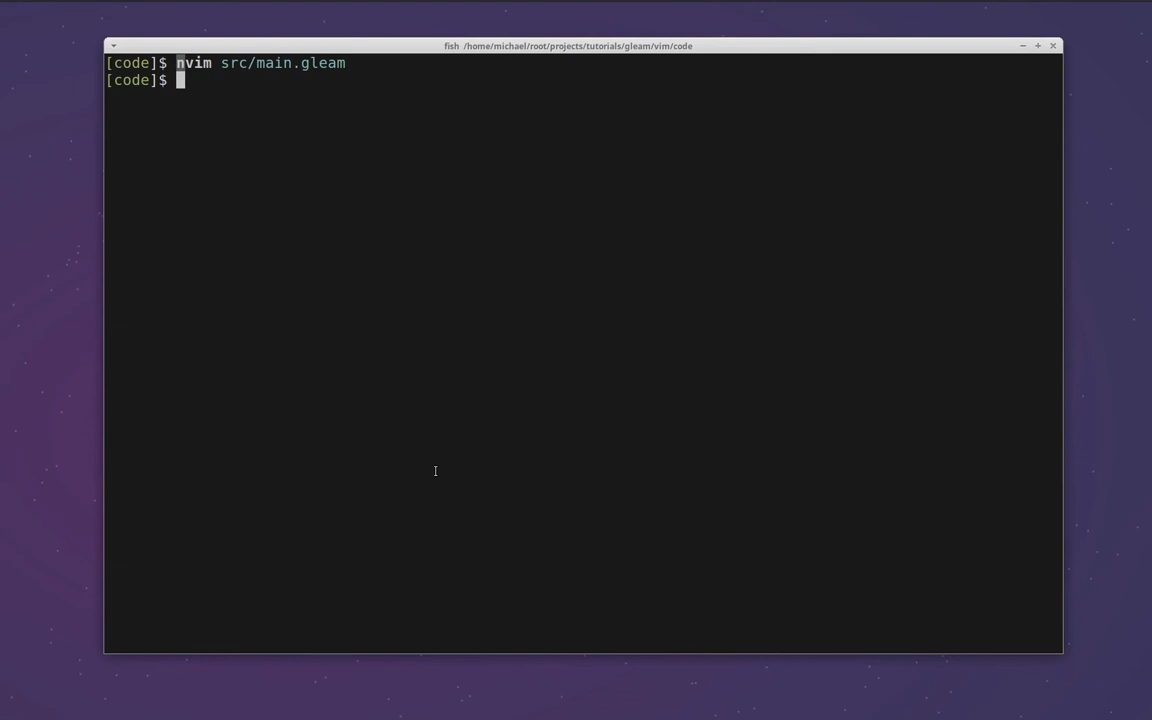 fish /home/michael/root/projects/tutorials/gleam/vim/code
[code]$ nvim src/main.gleam
[code]$